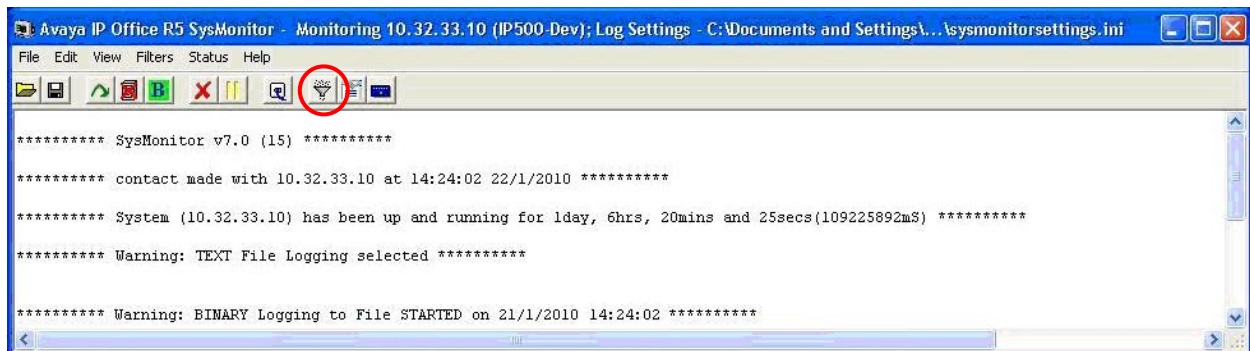 Avaya IP Office R5 SysMonitor - Monitoring 10.32.33.10 (IP500-Dev); Log Settings - C:\Documents and Settings\...\sysmonitorsettings.ini
File Edit View Filters Status Help
B
********** SysMonitor v7.0 (15) **********
********** contact made with 10.32.33.10 at 14:24:02 22/1/2010 **********
********** System (10.32.33.10) has been up and running for 1day, 6hrs, 20mins and 25secs(109225892mS) **********
********** Warning: TEXT File Logging selected **********
********** Warning: BINARY Logging to File STARTED on 21/1/2010 14:24:02 **********